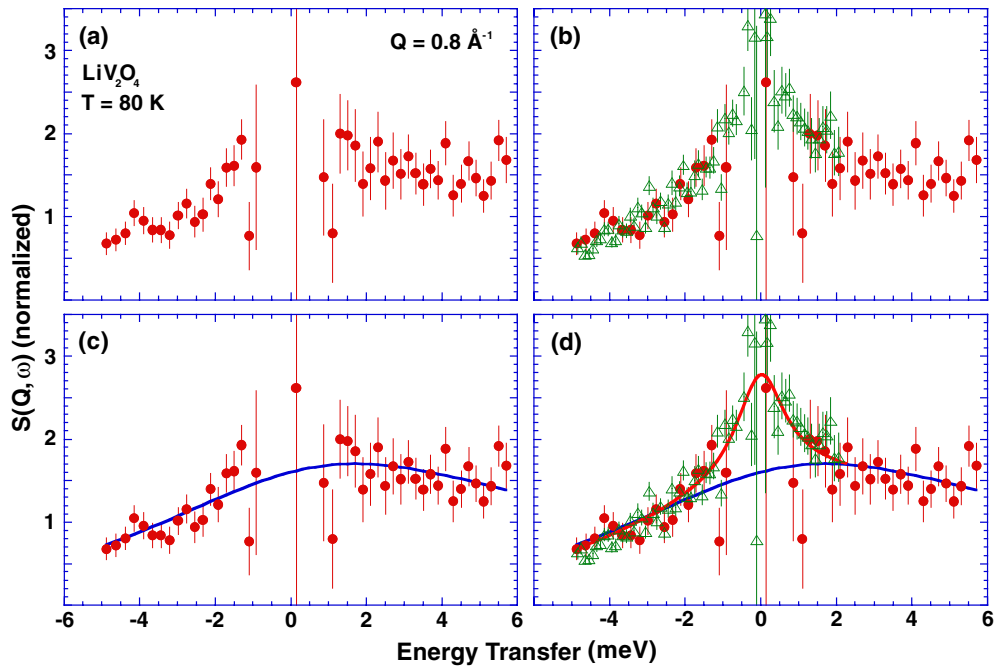 (a)
Q = 0.8 Å⁻¹
LiV₂O₄
T = 80 K
(b)
3
2
1
(c)
(d)
3
2
1
S(Q,ω) (normalized)
-6 -4 -2 0 2 4 6
-4 -2 0 2 4 6
Energy Transfer (meV)